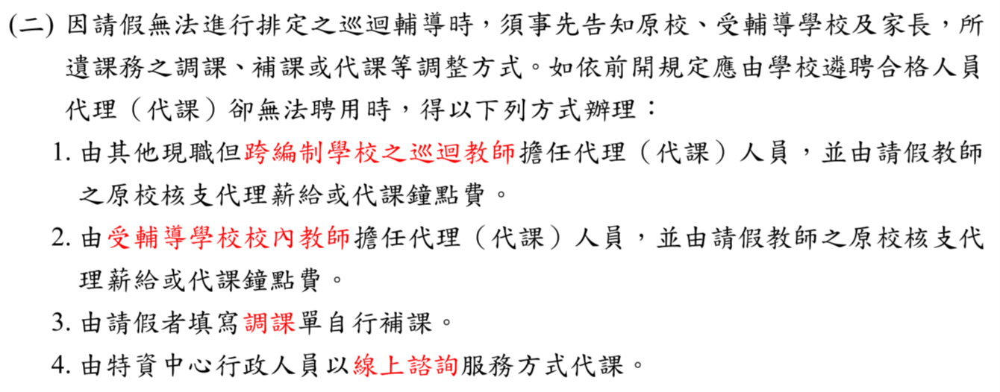 (二) 因請假無法進行排定之巡迴輔導時，須事先告知原校、受輔導學校及家長，所
遺課務之調課、補課或代課等調整方式。如依前開規定應由學校遴聘合格人員
代理（代課）卻無法聘用時，得以下列方式辦理：
1. 由其他現職但跨編制學校之巡迴教師擔任代理（代課）人員，並由請假教師
之原校核支代理薪給或代課鐘點費。
2. 由受輔導學校校內教師擔任代理（代課）人員，並由請假教師之原校核支代
理薪給或代課鐘點費。
3. 由請假者填寫調課單自行補課。
4. 由特資中心行政人員以線上諮詢服務方式代課。